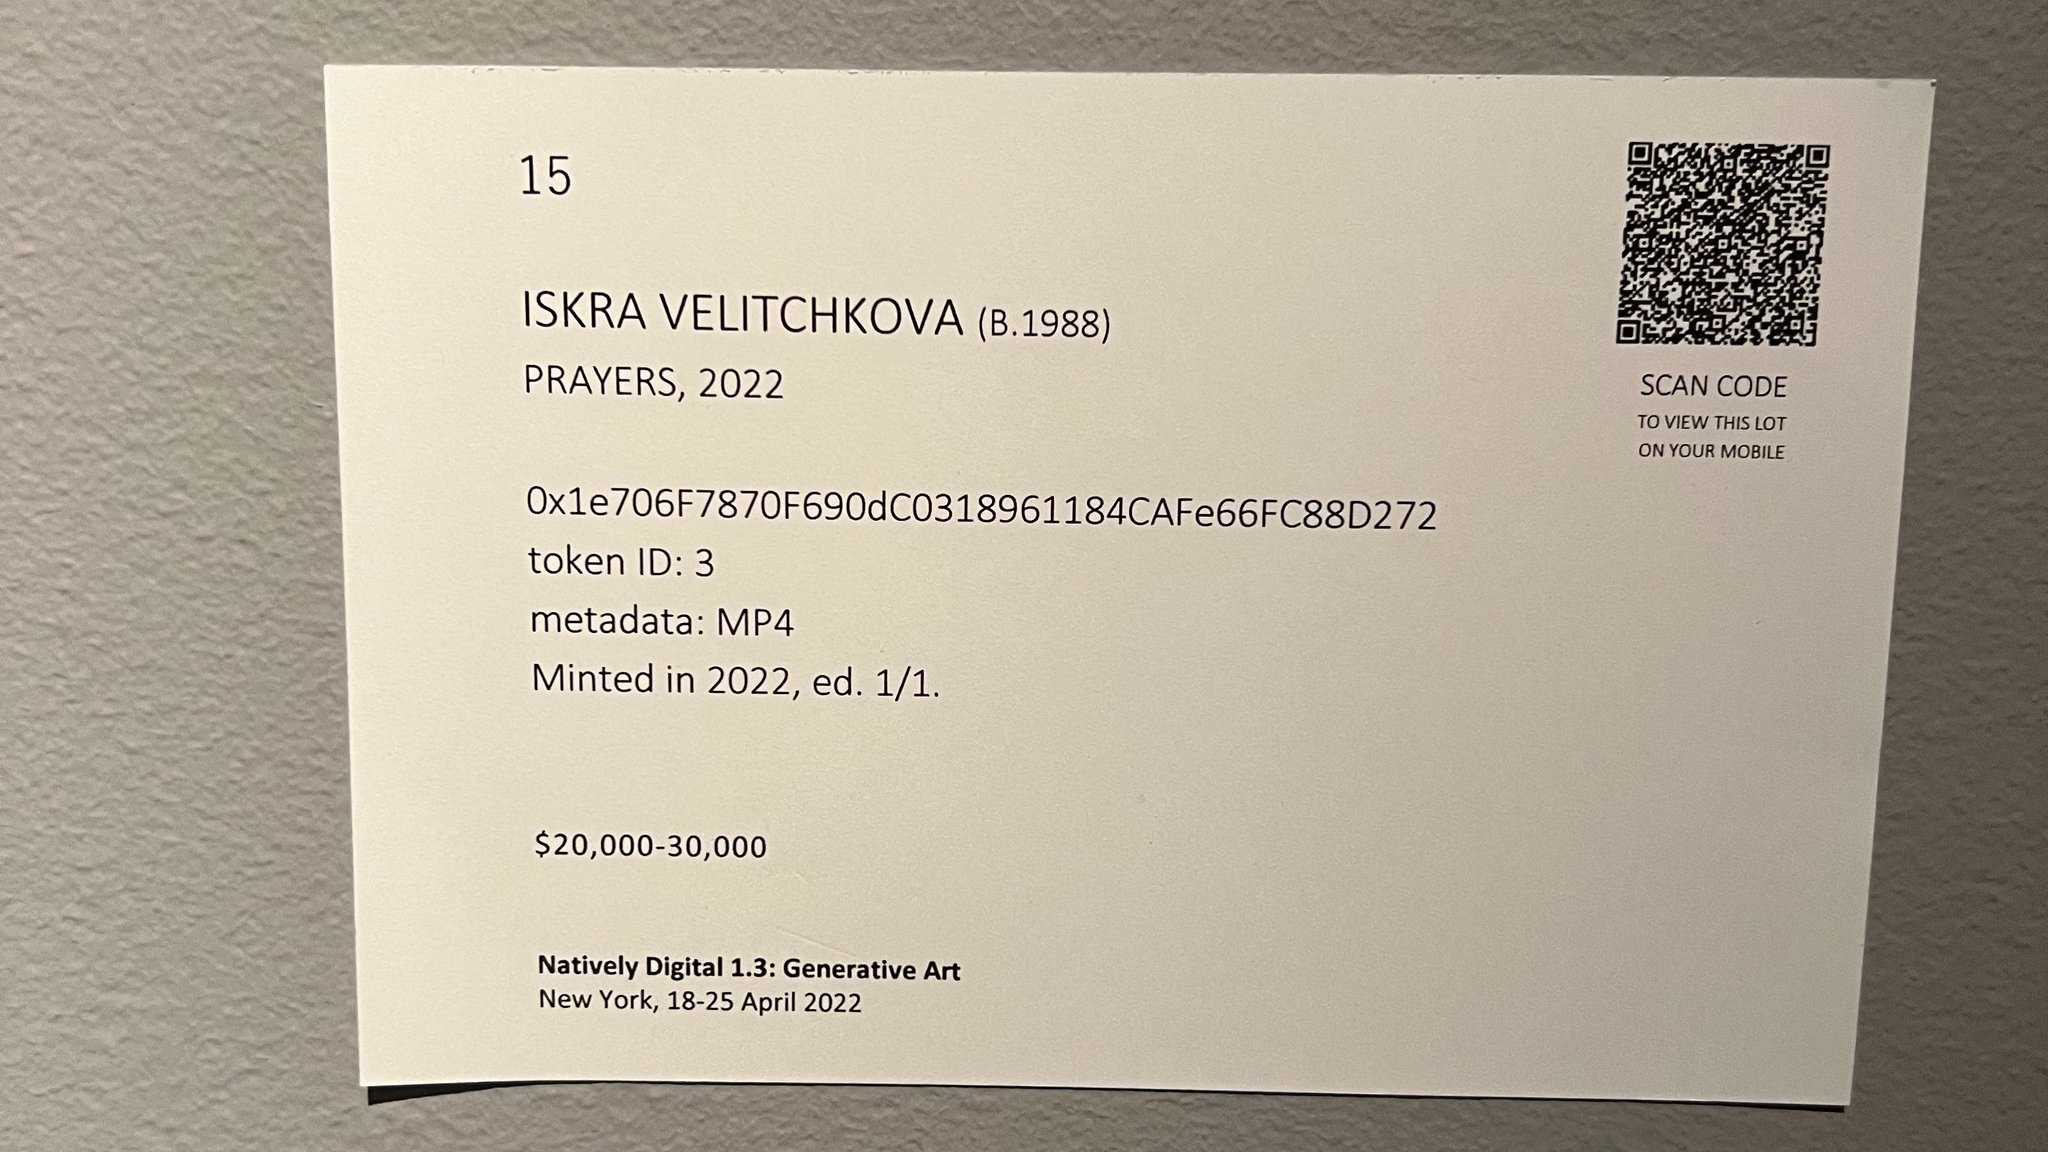 15
ISKRA VELITCHKOVA (B.1988)
PRAYERS, 2022
0x1e706F7870F690dC0318961184CAFe66FC88D272
token ID: 3
metadata: MP4
Minted in 2022, ed. 1/1.
$20,000-30,000
Natively Digital 1.3: Generative Art
New York, 18-25 April 2022
SCAN CODE
TO VIEW THIS LOT
ON YOUR MOBILE